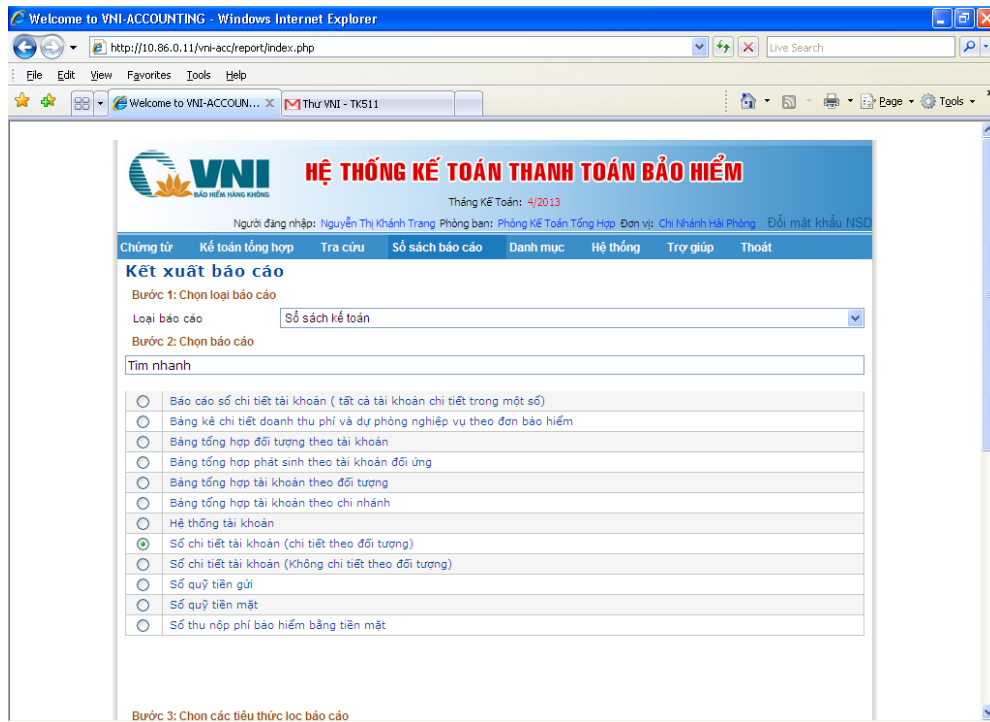 Welcome to VNI-ACCOUNTING - Windows Internet Explorer
http://10.86.0.11/vni-acc/report/index.php
Live Search
File Edit View Favorites Tools Help
Welcome to VNI-ACCOUN... X
Thư VNI - TK511
Page
Tools
VNI
BẢO HIỂM HÀNG KHÔNG
HỆ THỐNG KẾ TOÁN THANH TOÁN BẢO HIỂM
Tháng Kế Toán: 4/2013
Người đăng nhập: Nguyễn Thị Khánh Trang Phòng ban: Phòng Kế Toán Tổng Hợp Đơn vị: Chi Nhánh Hải Phòng Đổi mật khẩu NSD
Chứng từ Kế toán tổng hợp Tra cứu Sổ sách báo cáo Danh mục Hệ thống Trợ giúp Thoát
Kết xuất báo cáo
Bước 1: Chọn loại báo cáo
Loại báo cáo Sổ sách kế toán
Bước 2: Chọn báo cáo
Tim nhanh
Báo cáo sổ chi tiết tài khoản ( tất cả tài khoản chi tiết trong một sổ)
Bảng kê chi tiết doanh thu phí và dự phòng nghiệp vụ theo đơn bảo hiểm
Bảng tổng hợp đối tượng theo tài khoản
Bảng tổng hợp phát sinh theo tài khoản đối ứng
Bảng tổng hợp tài khoản theo đối tượng
Bảng tổng hợp tài khoản theo chi nhánh
Hệ thống tài khoản
Sổ chi tiết tài khoản (chi tiết theo đối tượng)
Sổ chi tiết tài khoản (Không chi tiết theo đối tượng)
Sổ quỹ tiền gửi
Sổ quỹ tiền mặt
Sổ thu nộp phí bảo hiểm bằng tiền mặt
Bước 3: Chọn các tiêu thức lọc báo cáo